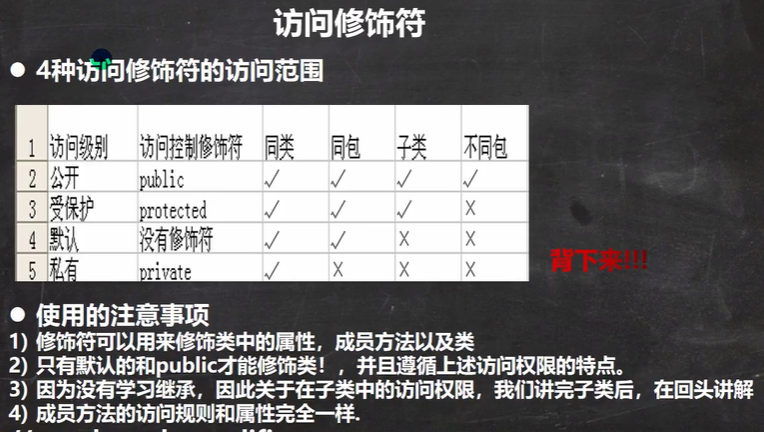 访问修饰符
● 4种访问修饰符的访问范围
1 访问级别 访问控制修饰符 同类 同包 子类 不同包
2 公开 public √ √ √ √
3 受保护 protected √ √ √ X
4 默认 没有修饰符 √ √ X X
5 私有 private √ X X X
背下来!!!
● 使用的注意事项
1) 修饰符可以用来修饰类中的属性，成员方法以及类
2) 只有默认的和public才能修饰类！，并且遵循上述访问权限的特点。
3) 因为没有学习继承，因此关于在子类中的访问权限，我们讲完子类后，在回头讲解
4) 成员方法的访问规则和属性完全一样.